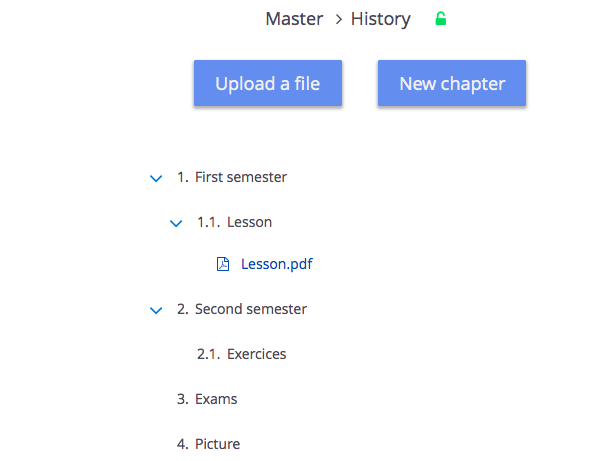 Master > History
Upload a file
New chapter
1. First semester
1.1. Lesson
Lesson.pdf
2. Second semester
2.1. Exercices
3. Exams
4. Picture